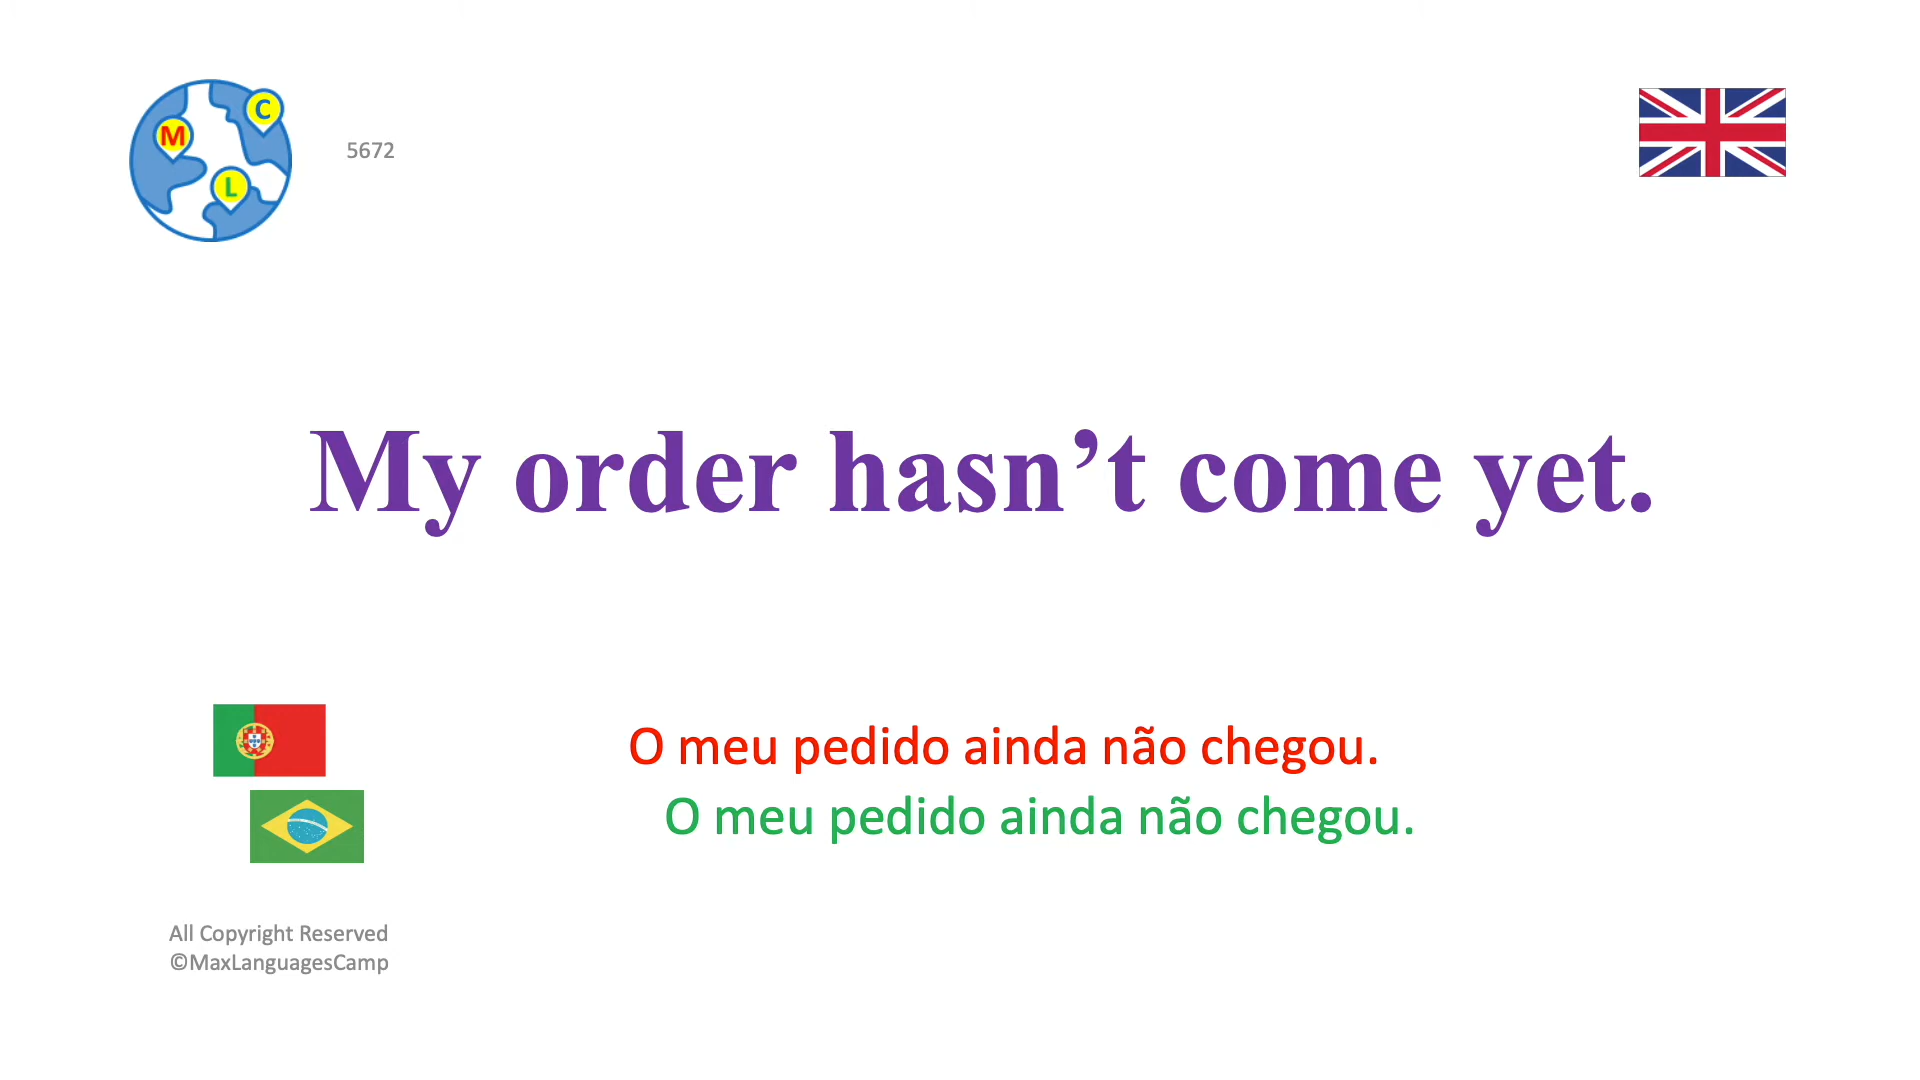 C
M
L
5672
My order hasn’t come yet.
O meu pedido ainda não chegou.
O meu pedido ainda não chegou.
All Copyright Reserved
©MaxLanguagesCamp